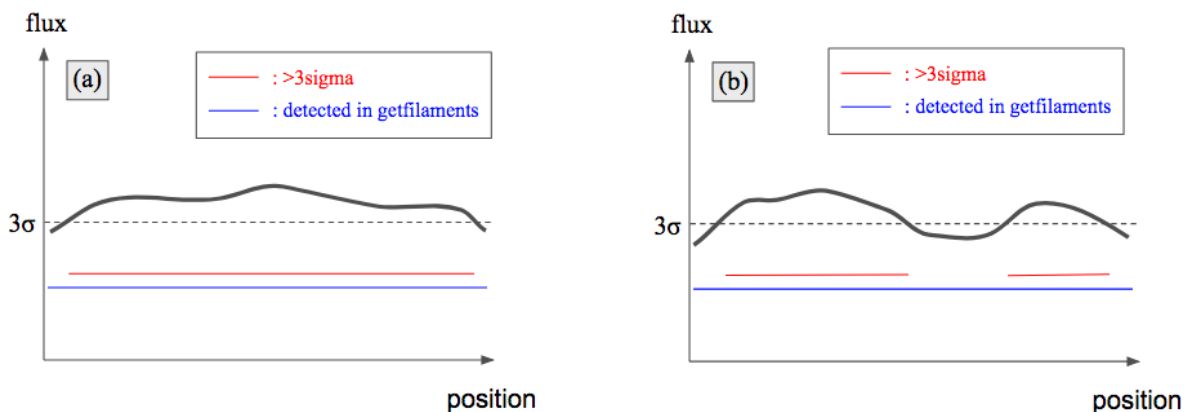 flux
(a)
: >3sigma
: detected in getfilaments
3σ
position
flux
(b)
: >3sigma
: detected in getfilaments
3σ
position